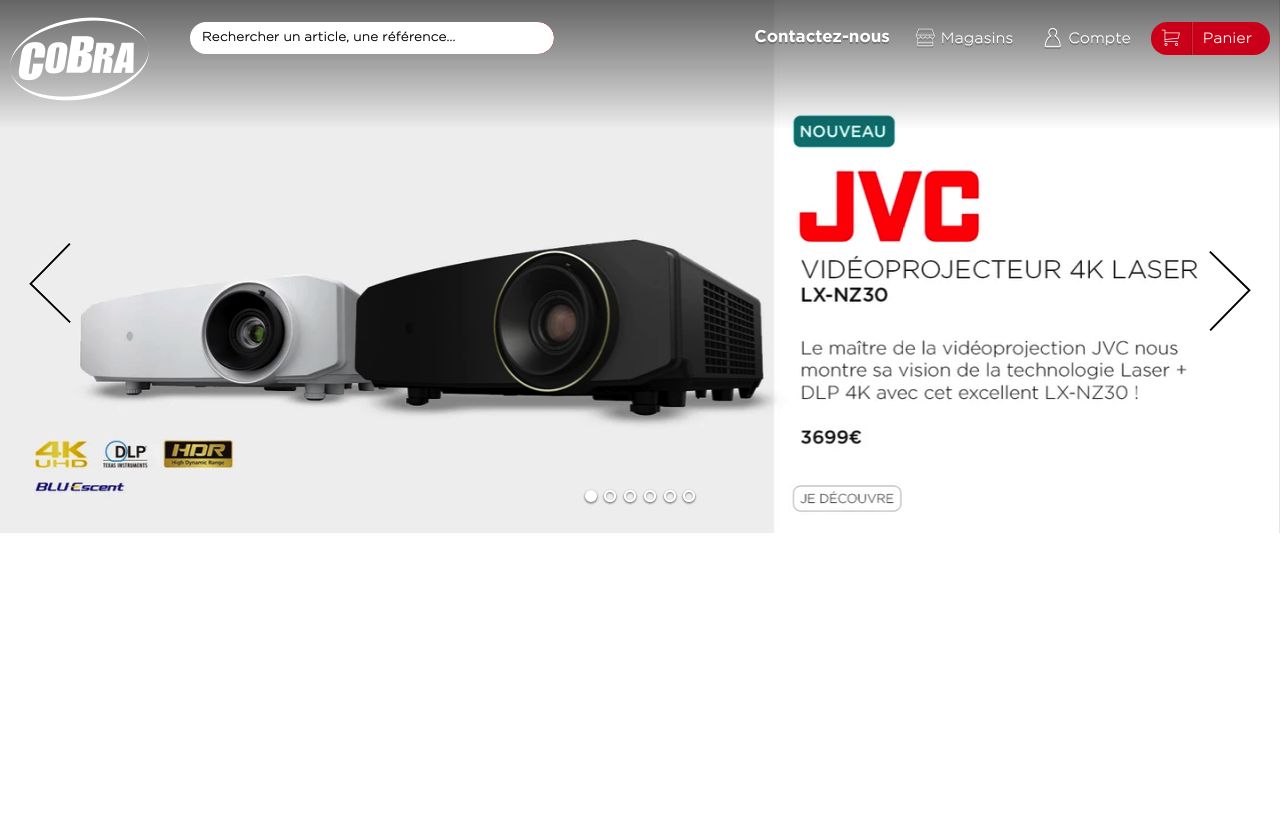 COBRA
Rechercher un article, une référence...
Contactez-nous
Magasins
Compte
Panier
NOUVEAU
JVC
VIDÉOPROJECTEUR 4K LASER
LX-NZ30
Le maître de la vidéoprojection JVC nous
montre sa vision de la technologie Laser +
DLP 4K avec cet excellent LX-NZ30 !
3699€
JE DÉCOUVRE
4K
UHD
DLP
TEXAS INSTRUMENTS
HDR
High Dynamic Range
BLU Escent